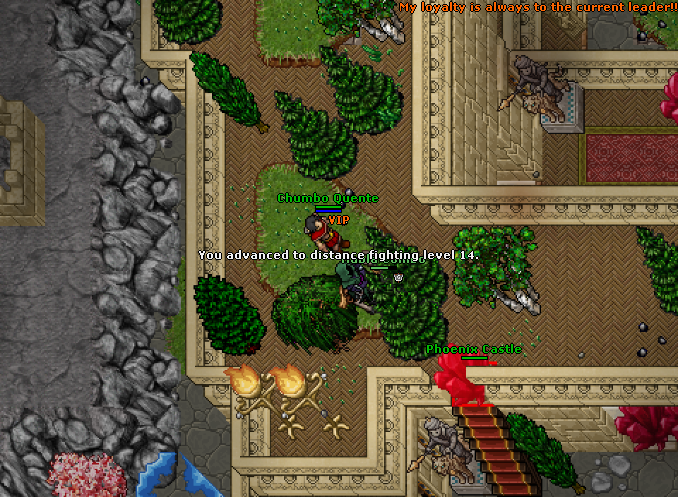 My loyalty is always to the current leader!!
Chumbo Quente
VIP
You advanced to distance fighting level 14.
Phoenix Castle